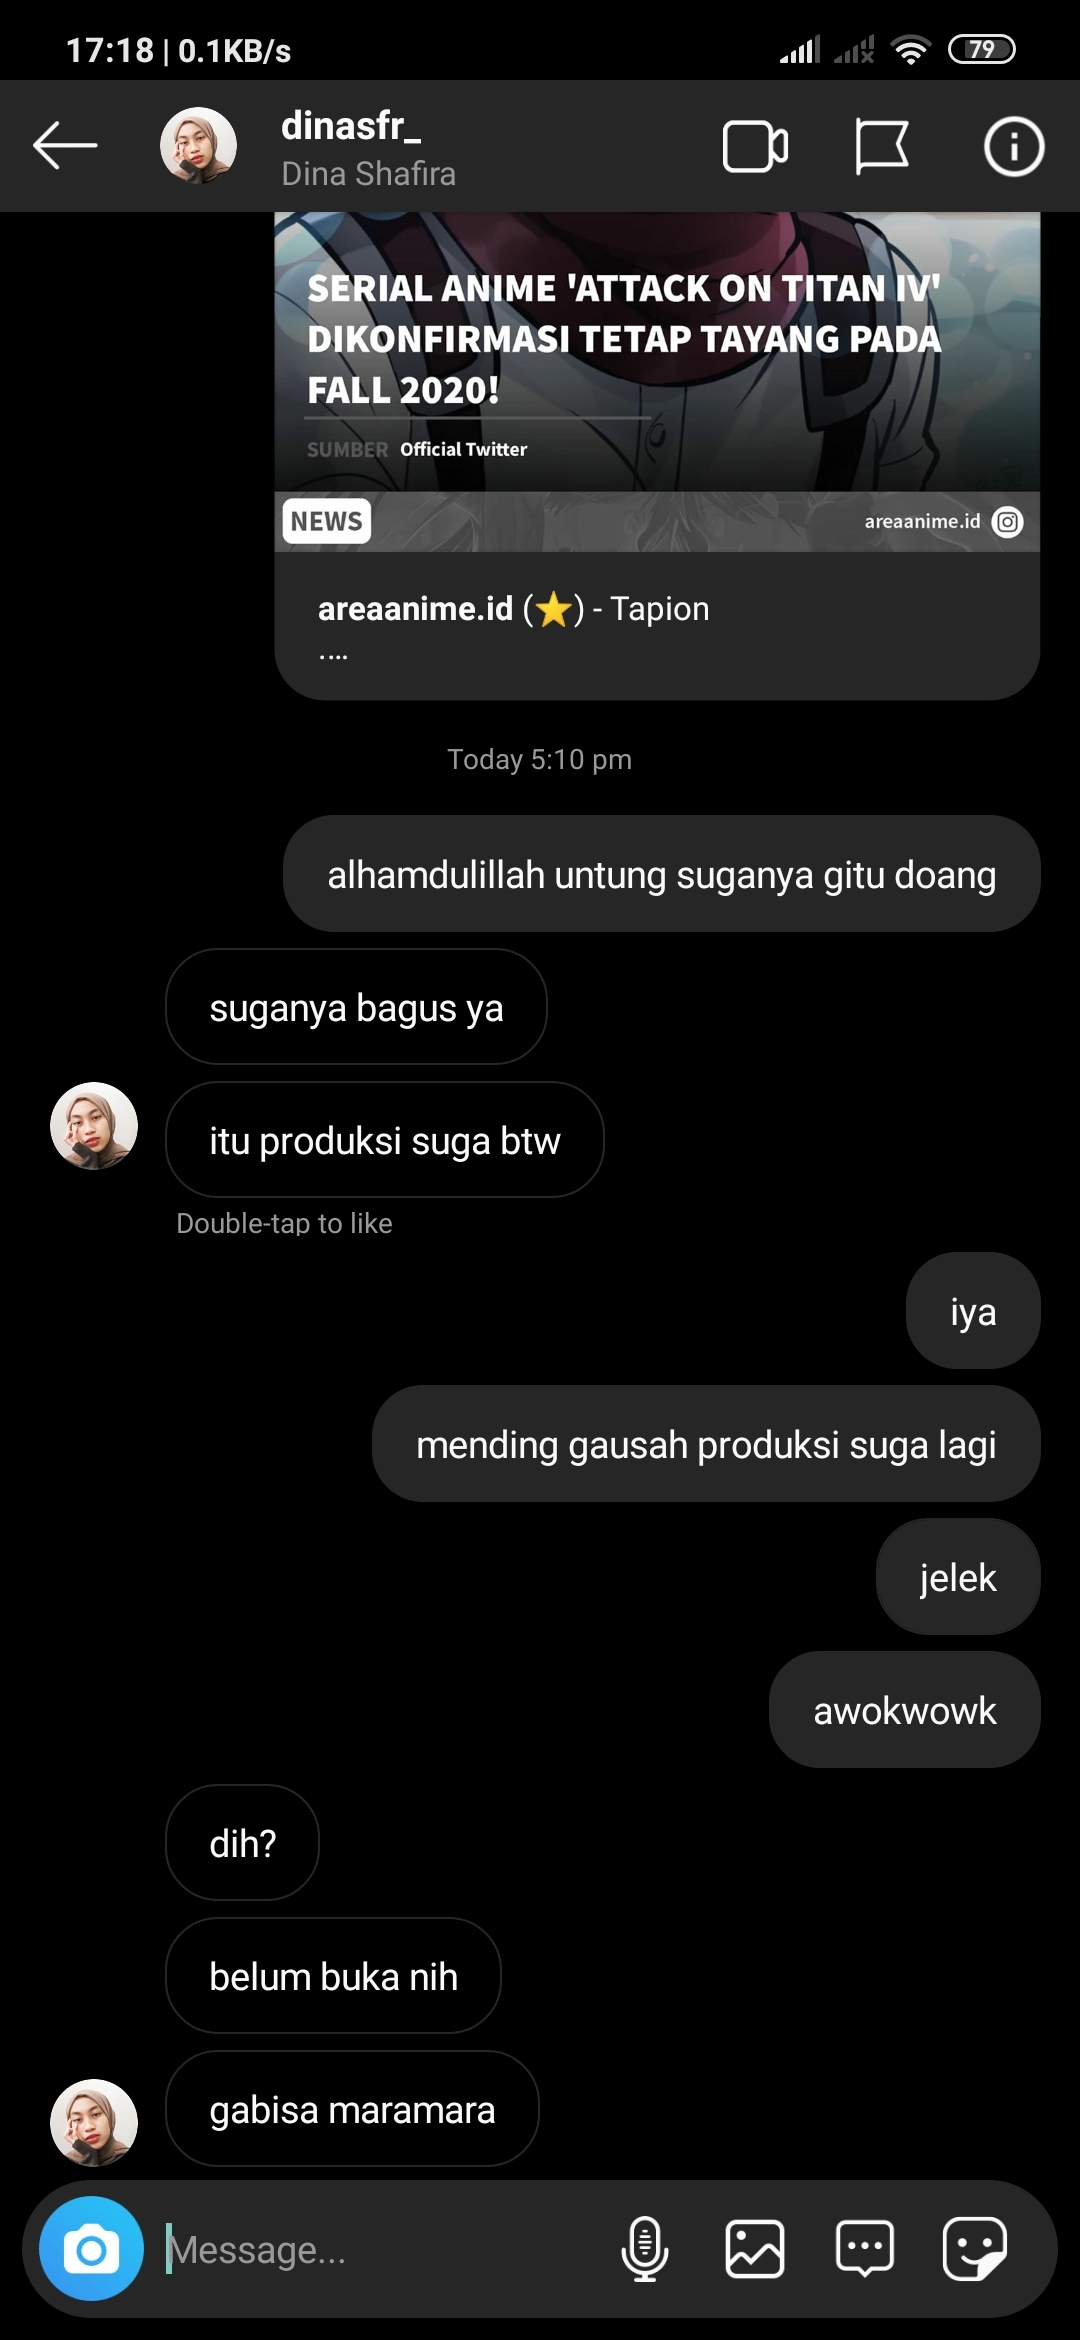 17:18 | 0.1KB/s
79
dinasfr_
Dina Shafira
SERIAL ANIME 'ATTACK ON TITAN IV'
DIKONFIRMASI TETAP TAYANG PADA
FALL 2020!
SUMBER Official Twitter
NEWS
areaanime.id
areaanime.id (⭐) - Tapion
....
Today 5:10 pm
alhamdulillah untung suganya gitu doang
suganya bagus ya
itu produksi suga btw
Double-tap to like
iya
mending gausah produksi suga lagi
jelek
awokwowk
dih?
belum buka nih
gabisa maramara
Message...